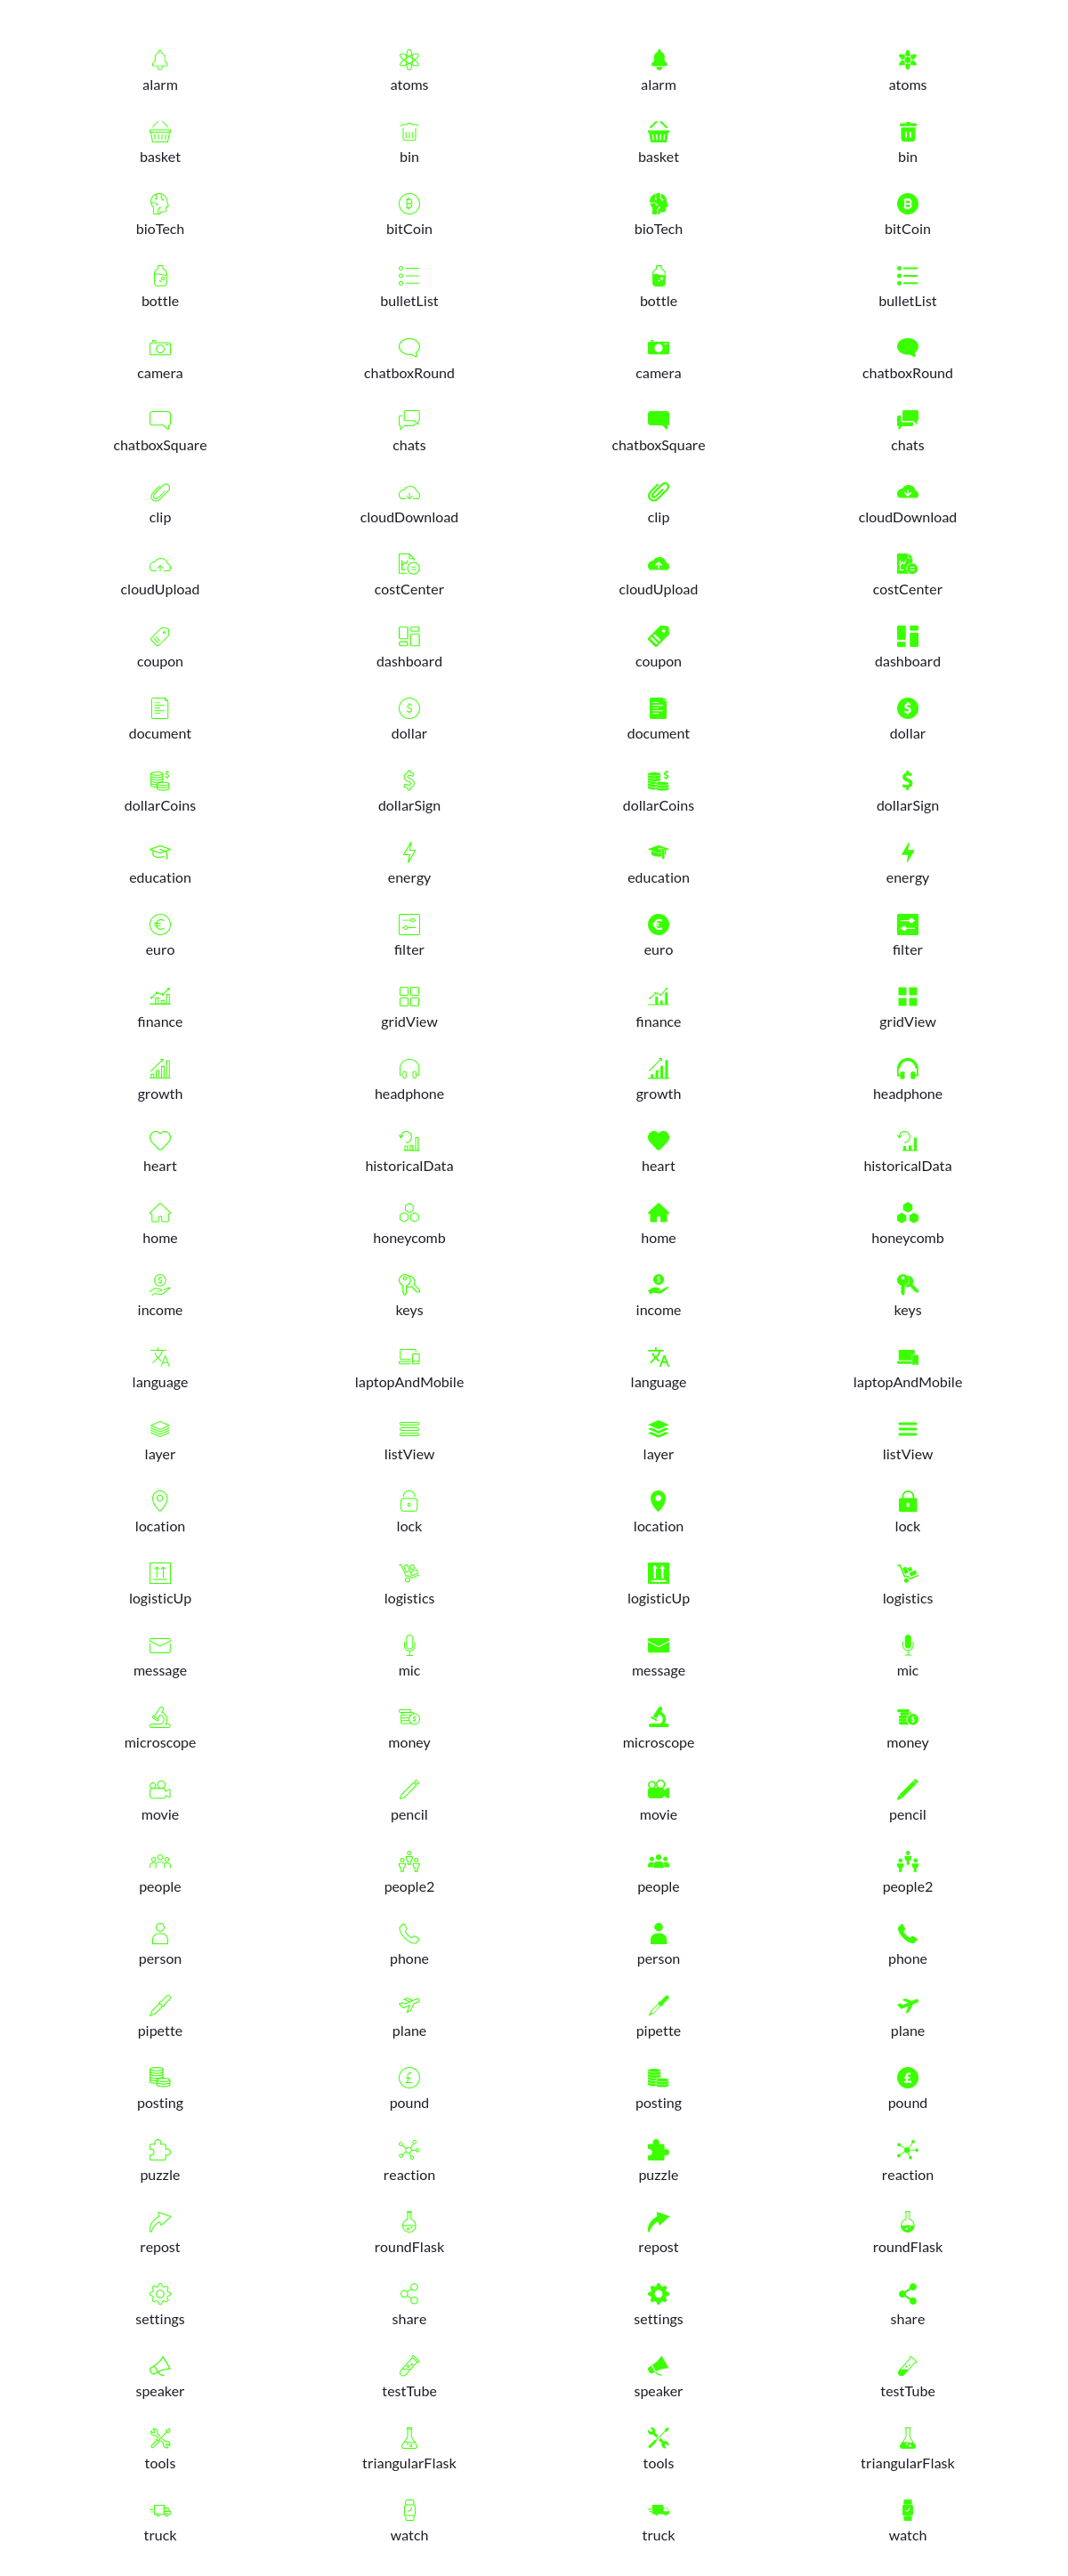 alarm atoms alarm atoms
basket bin basket bin
bioTech bitCoin bioTech bitCoin
bottle bulletList bottle bulletList
camera chatboxRound camera chatboxRound
chatboxSquare chats chatboxSquare chats
clip cloudDownload clip cloudDownload
cloudUpload costCenter cloudUpload costCenter
coupon dashboard coupon dashboard
document dollar document dollar
dollarCoins dollarSign dollarCoins dollarSign
education energy education energy
euro filter euro filter
finance gridView finance gridView
growth headphone growth headphone
heart historicalData heart historicalData
home honeycomb home honeycomb
income keys income keys
language laptopAndMobile language laptopAndMobile
layer listView layer listView
location lock location lock
logisticUp logistics logisticUp logistics
message mic message mic
microscope money microscope money
movie pencil movie pencil
people people2 people people2
person phone person phone
pipette plane pipette plane
posting pound posting pound
puzzle reaction puzzle reaction
repost roundFlask repost roundFlask
settings share settings share
speaker testTube speaker testTube
tools triangularFlask tools triangularFlask
truck watch truck watch